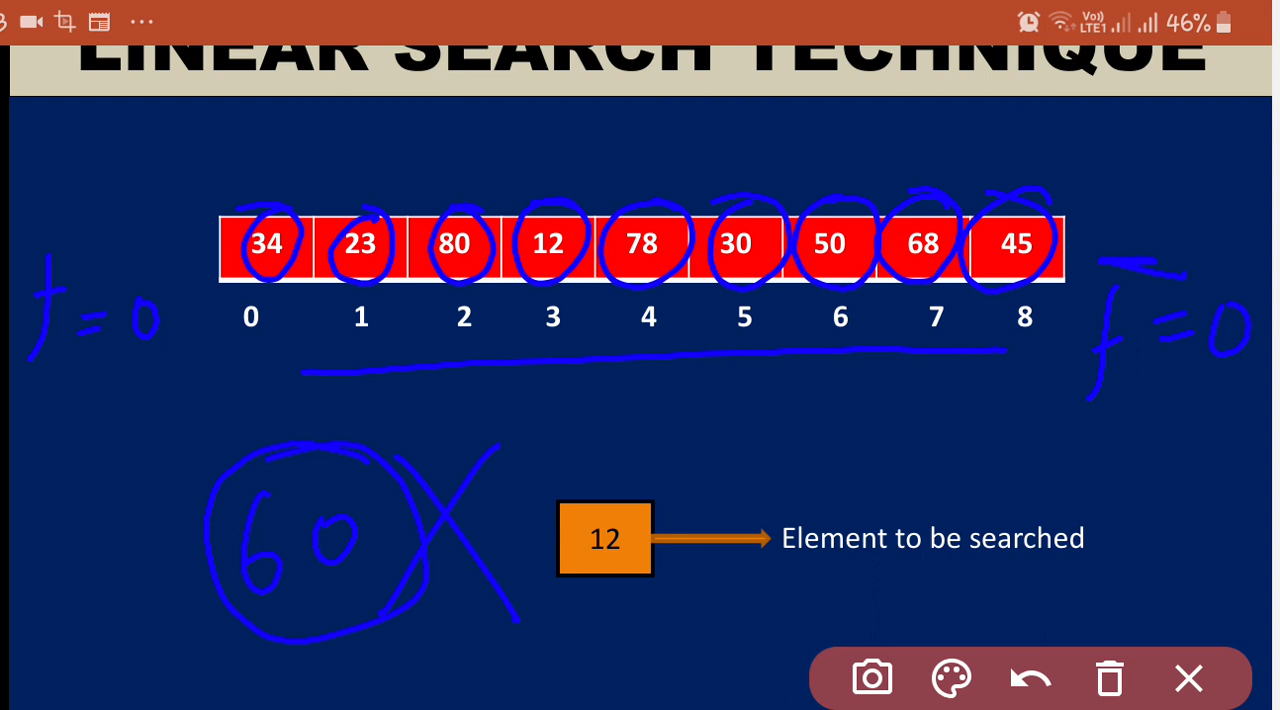 46%
LINEAR SEARCH TECHNIQUE
34 23 80 12 78 30 50 68 45
0 1 2 3 4 5 6 7 8
f = 0
f = 0
60
12 Element to be searched